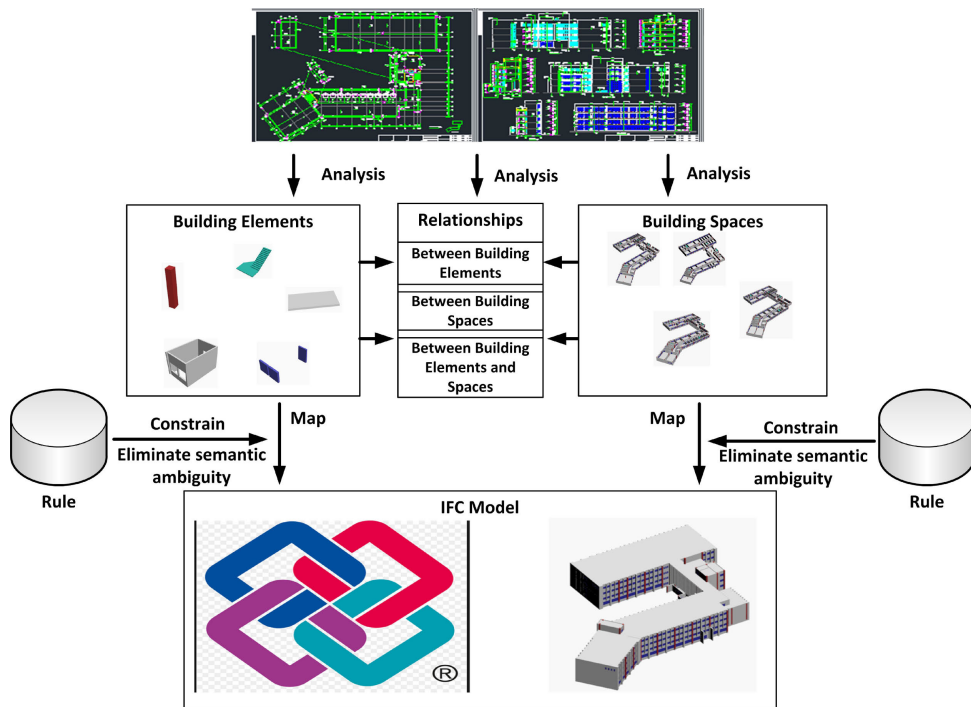 Analysis
Analysis
Analysis
Building Elements
Relationships
Between Building
Elements
Between Building
Spaces
Between Building
Elements and
Spaces
Building Spaces
Map
Map
Constrain
Eliminate semantic
ambiguity
Rule
Constrain
Eliminate semantic
ambiguity
Rule
IFC Model
®